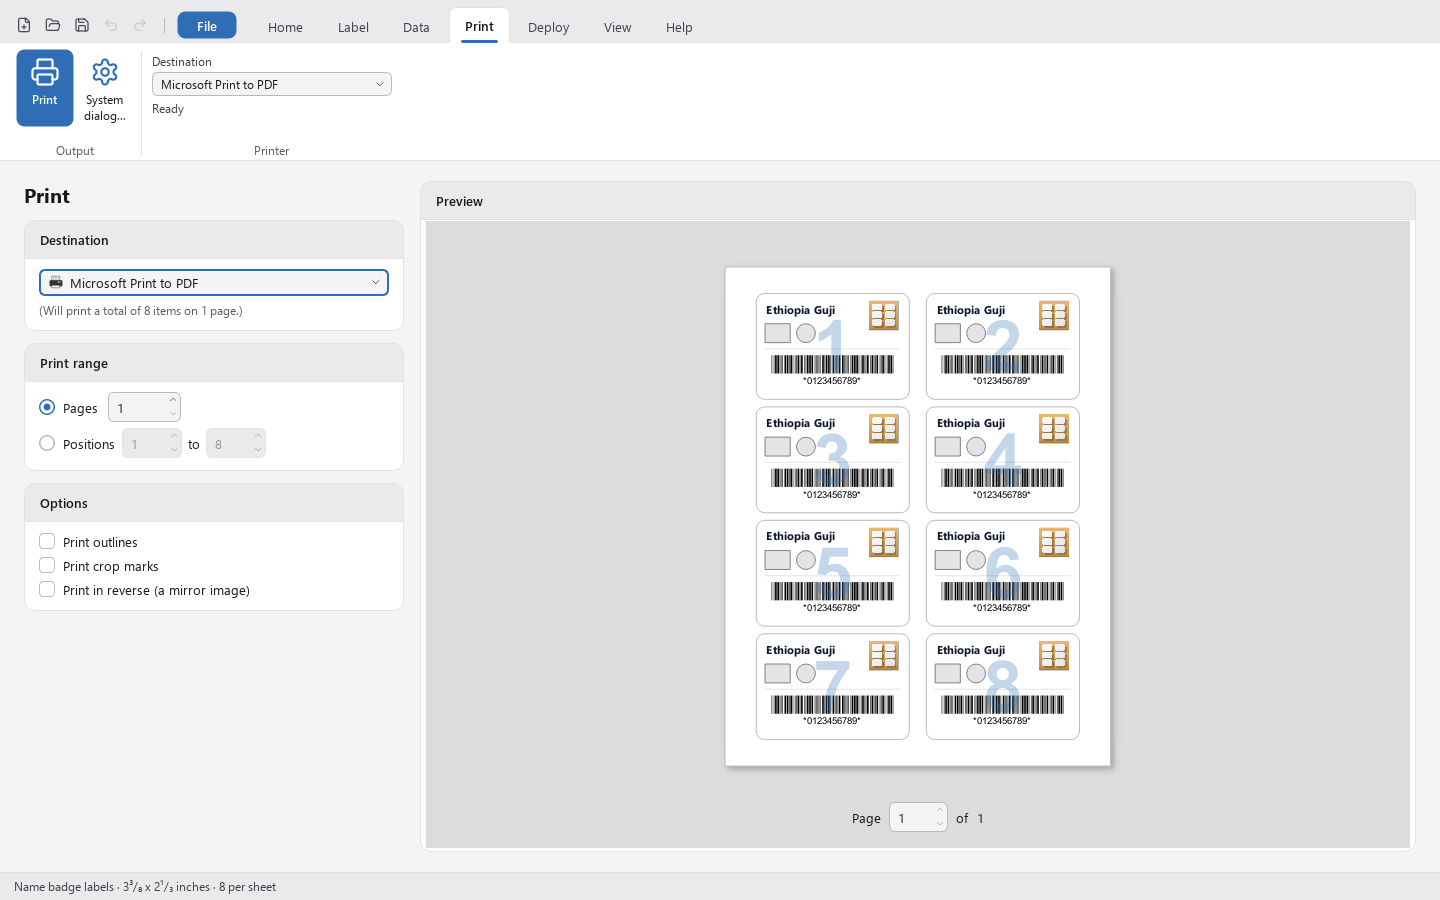 File
Home
Label
Data
Print
Deploy
View
Help
Print
System
dialog...
Output
Destination
Microsoft Print to PDF
Ready
Printer
Print
Destination
Microsoft Print to PDF
(Will print a total of 8 items on 1 page.)
Print range
Pages 1
Positions 1 to 8
Options
Print outlines
Print crop marks
Print in reverse (a mirror image)
Preview
Ethiopia Guji
1
*0123456789*
Ethiopia Guji
2
*0123456789*
Ethiopia Guji
3
*0123456789*
Ethiopia Guji
4
*0123456789*
Ethiopia Guji
5
*0123456789*
Ethiopia Guji
6
*0123456789*
Ethiopia Guji
7
*0123456789*
Ethiopia Guji
8
*0123456789*
Page 1 of 1
Name badge labels · 3³/₈ x 2¹/₃ inches · 8 per sheet